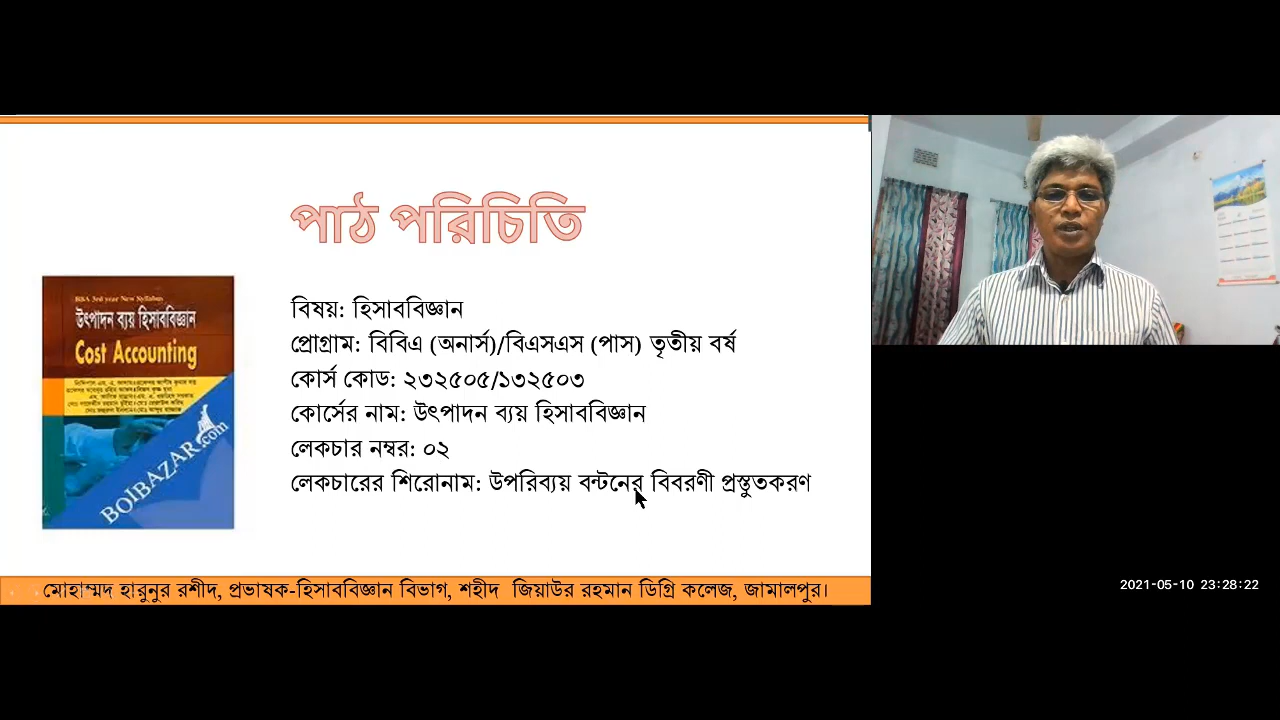 পাঠ পরিচিতি
BBA 3rd year New Syllabus
উৎপাদন ব্যয় হিসাববিজ্ঞান
Cost Accounting
BOIBAZAR.com
বিষয়: হিসাববিজ্ঞান
প্রোগ্রাম: বিবিএ (অনার্স)/বিএসএস (পাস) তৃতীয় বর্ষ
কোর্স কোড: ২৩২৫০৫/১৩২৫০৩
কোর্সের নাম: উৎপাদন ব্যয় হিসাববিজ্ঞান
লেকচার নম্বর: ০২
লেকচারের শিরোনাম: উপরিব্যয় বন্টনের বিবরণী প্রস্তুতকরণ
মোহাম্মদ হারুনুর রশীদ, প্রভাষক-হিসাববিজ্ঞান বিভাগ, শহীদ জিয়াউর রহমান ডিগ্রি কলেজ, জামালপুর।
2021-05-10 23:28:22